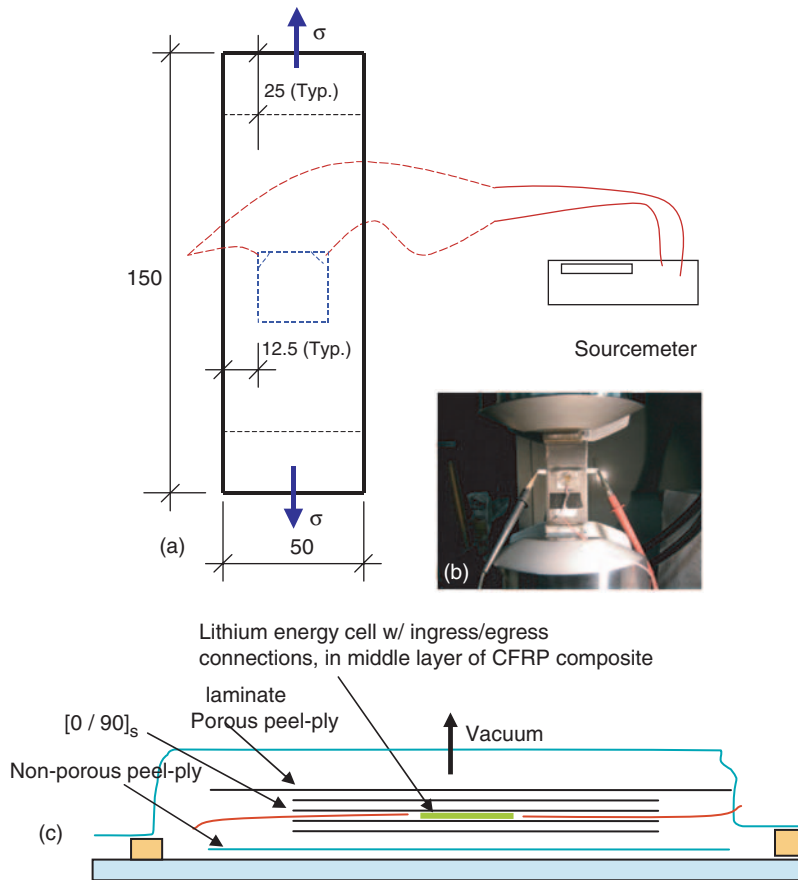 σ
25 (Typ.)
150
12.5 (Typ.)
Sourcemeter
σ
(a)
50
(b)
Lithium energy cell w/ ingress/egress
connections, in middle layer of CFRP composite
laminate
[0 / 90]s
Porous peel-ply
Vacuum
Non-porous peel-ply
(c)